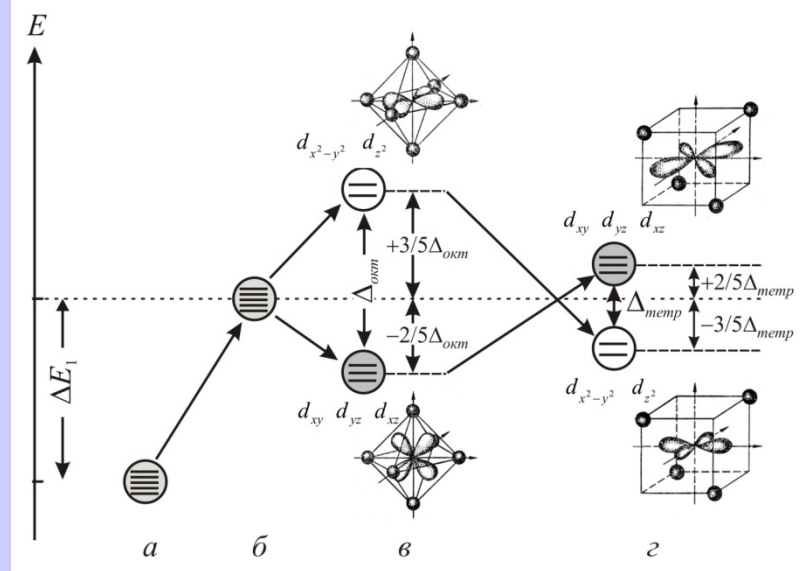 E
d_{x²−y²} d_{z²}
+3/5Δ_{окт}
Δ_{окт}
−2/5Δ_{окт}
d_{xy} d_{yz} d_{xz}
ΔE₁
d_{xy} d_{yz} d_{xz}
+2/5Δ_{тетр}
Δ_{тетр}
−3/5Δ_{тетр}
d_{x²−y²} d_{z²}
а б в г